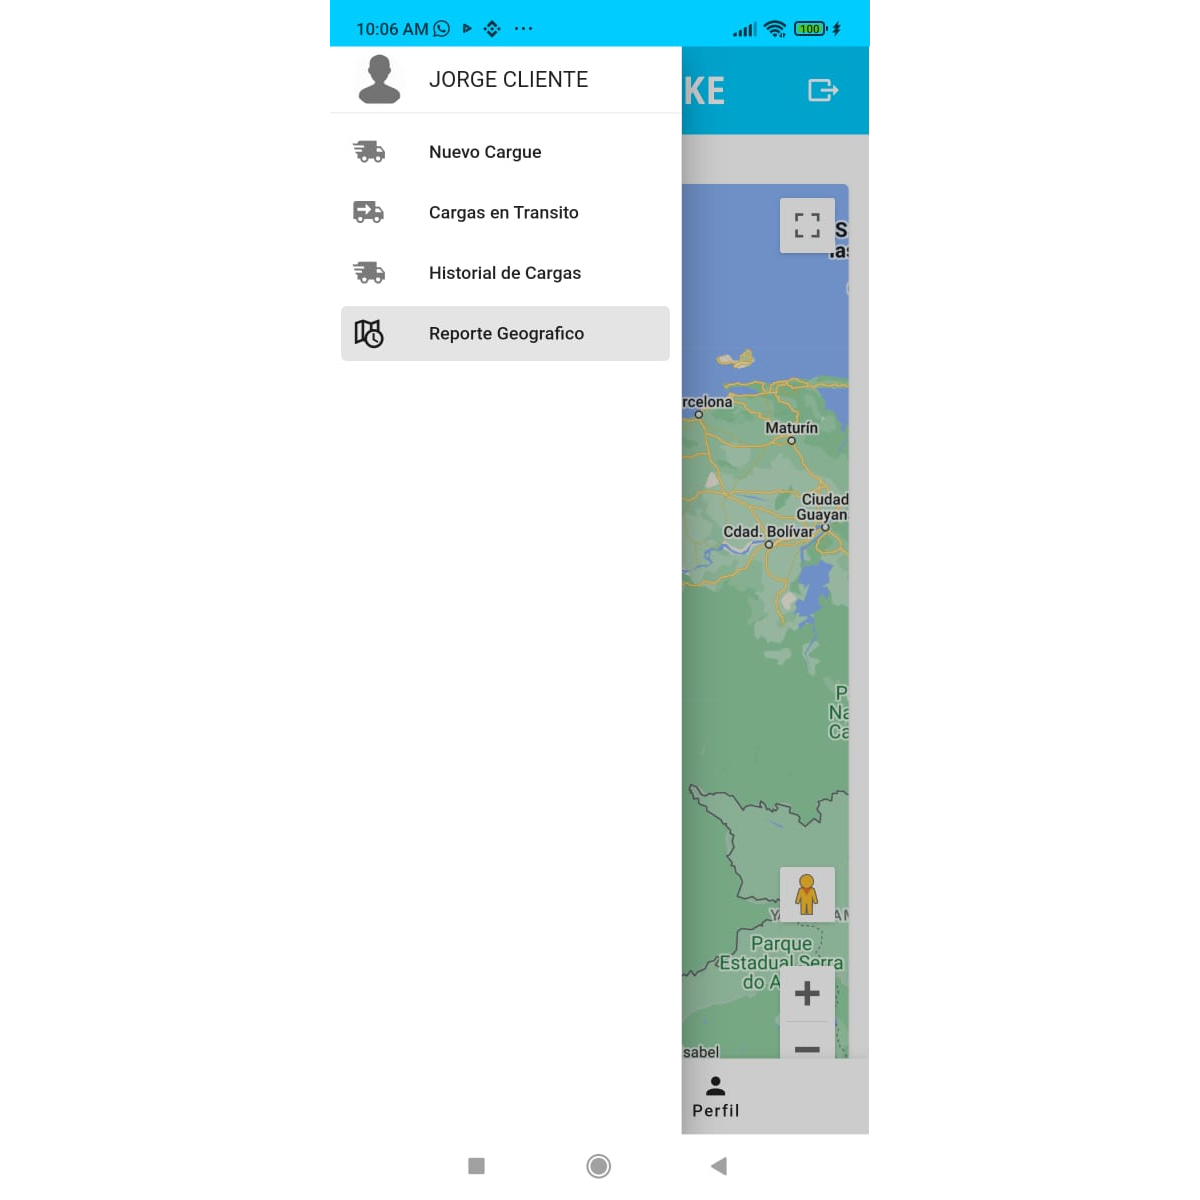 10:06 AM
100
JORGE CLIENTE
KE
Nuevo Cargue
Cargas en Transito
Historial de Cargas
Reporte Geografico
rcelona
Maturín
Ciudad
Guayan
Cdad. Bolívar
P
Na
Ca
Parque
Estadual Serra
do A
sabel
Perfil